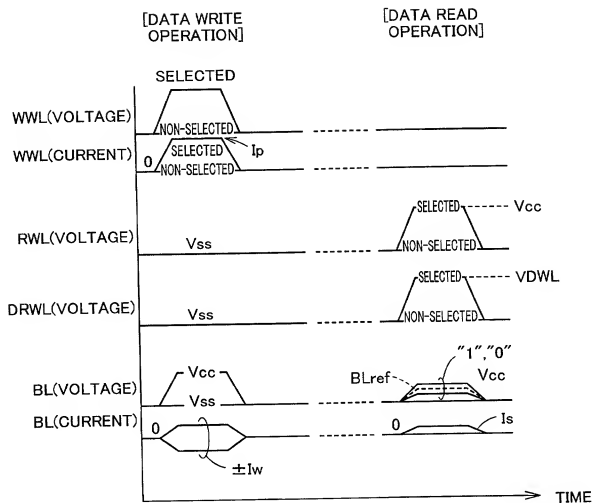 [DATA WRITE
OPERATION]
[DATA READ
OPERATION]
SELECTED
WWL(VOLTAGE)
NON-SELECTED
WWL(CURRENT)
0
SELECTED
Ip
NON-SELECTED
SELECTED
Vcc
RWL(VOLTAGE)
Vss
NON-SELECTED
SELECTED
VDWL
DRWL(VOLTAGE)
Vss
NON-SELECTED
"1","0"
Vcc
BLref
Vcc
BL(VOLTAGE)
Vss
BL(CURRENT)
0
0
Is
±Iw
TIME